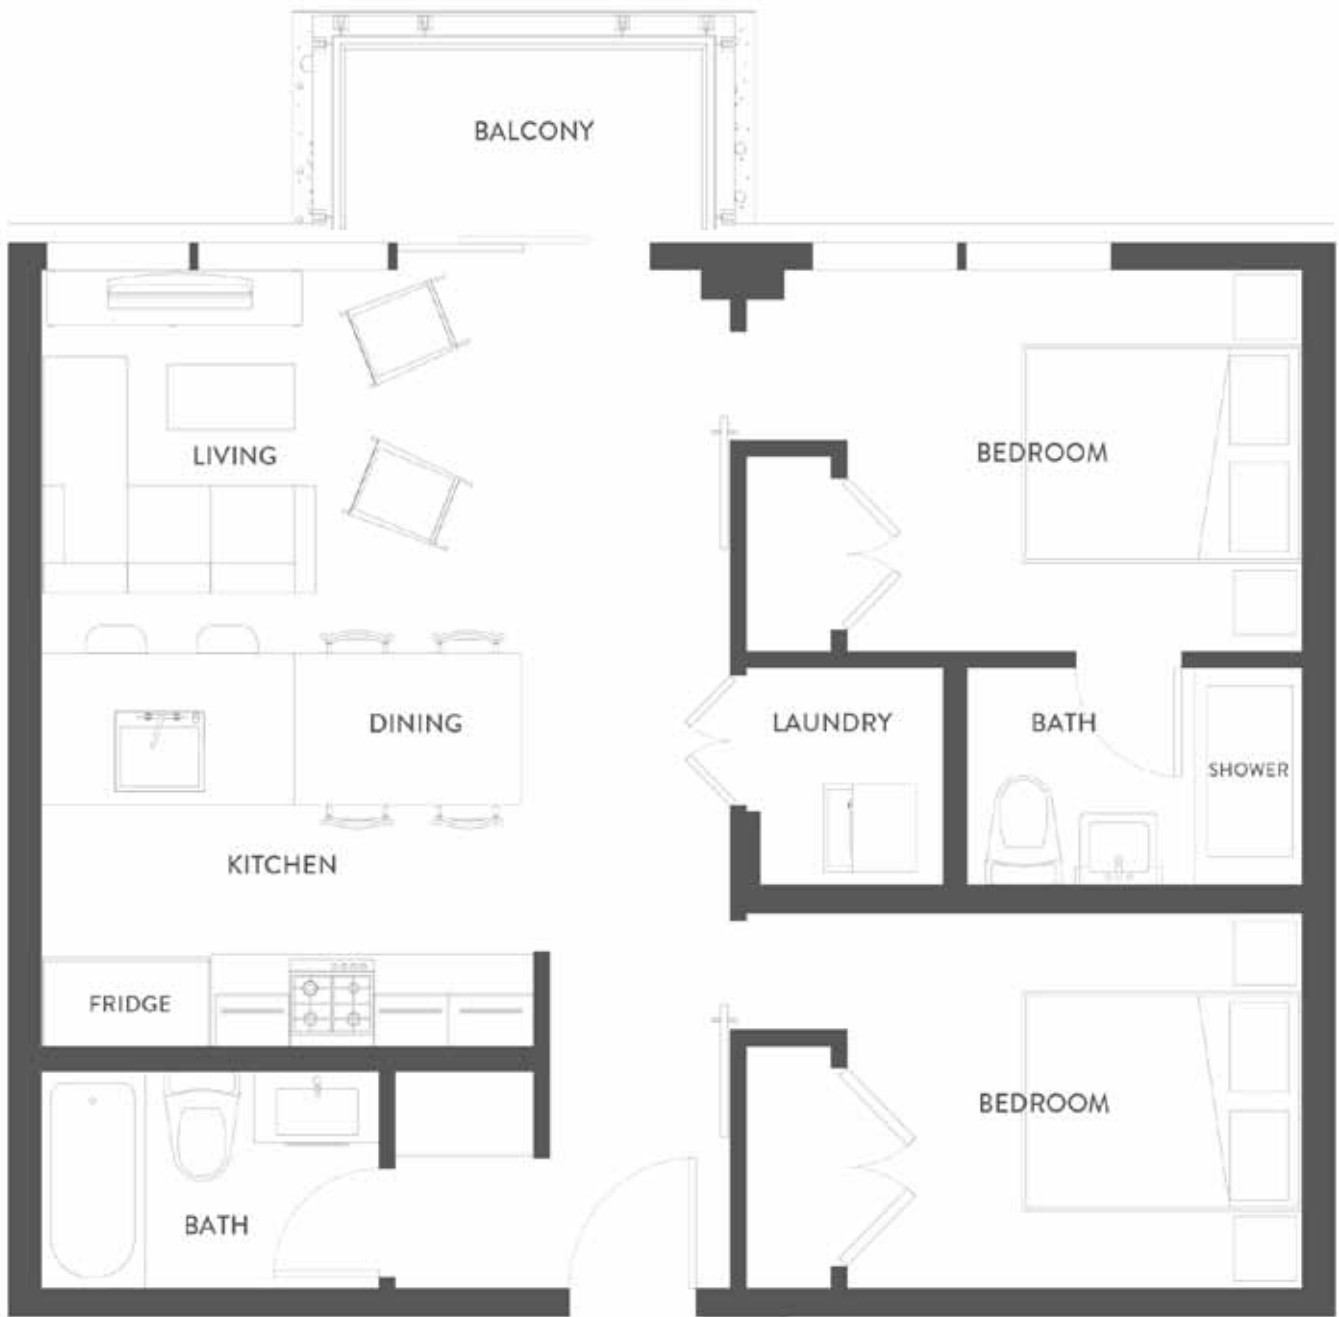 BALCONY
LIVING
BEDROOM
DINING
LAUNDRY
BATH
SHOWER
KITCHEN
FRIDGE
BEDROOM
BATH